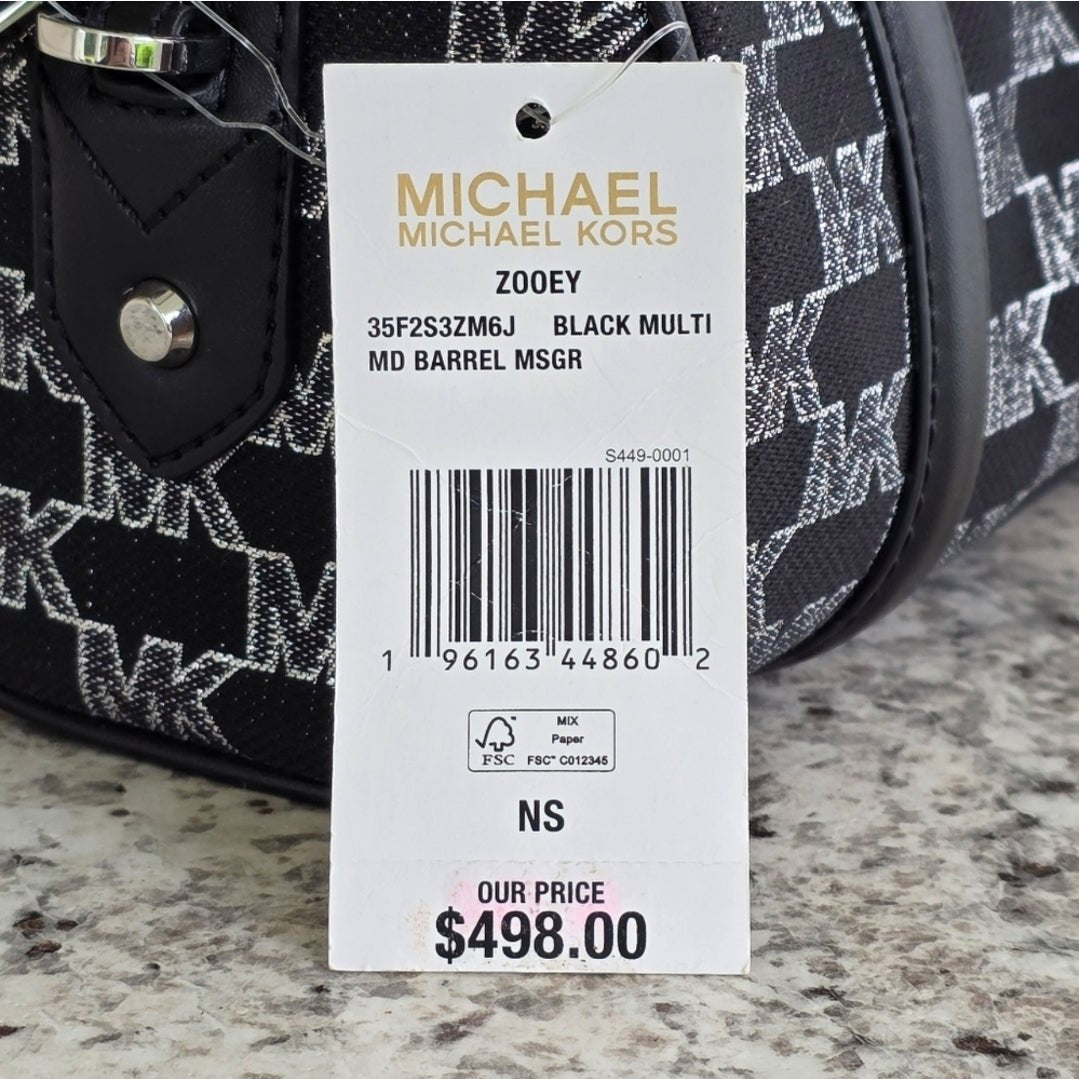 MICHAEL
MICHAEL KORS
ZOOEY
35F2S3ZM6J BLACK MULTI
MD BARREL MSGR
S449-0001
1 96163 44860 2
FSC™
MIX
Paper
FSC™ C012345
NS
OUR PRICE
$498.00